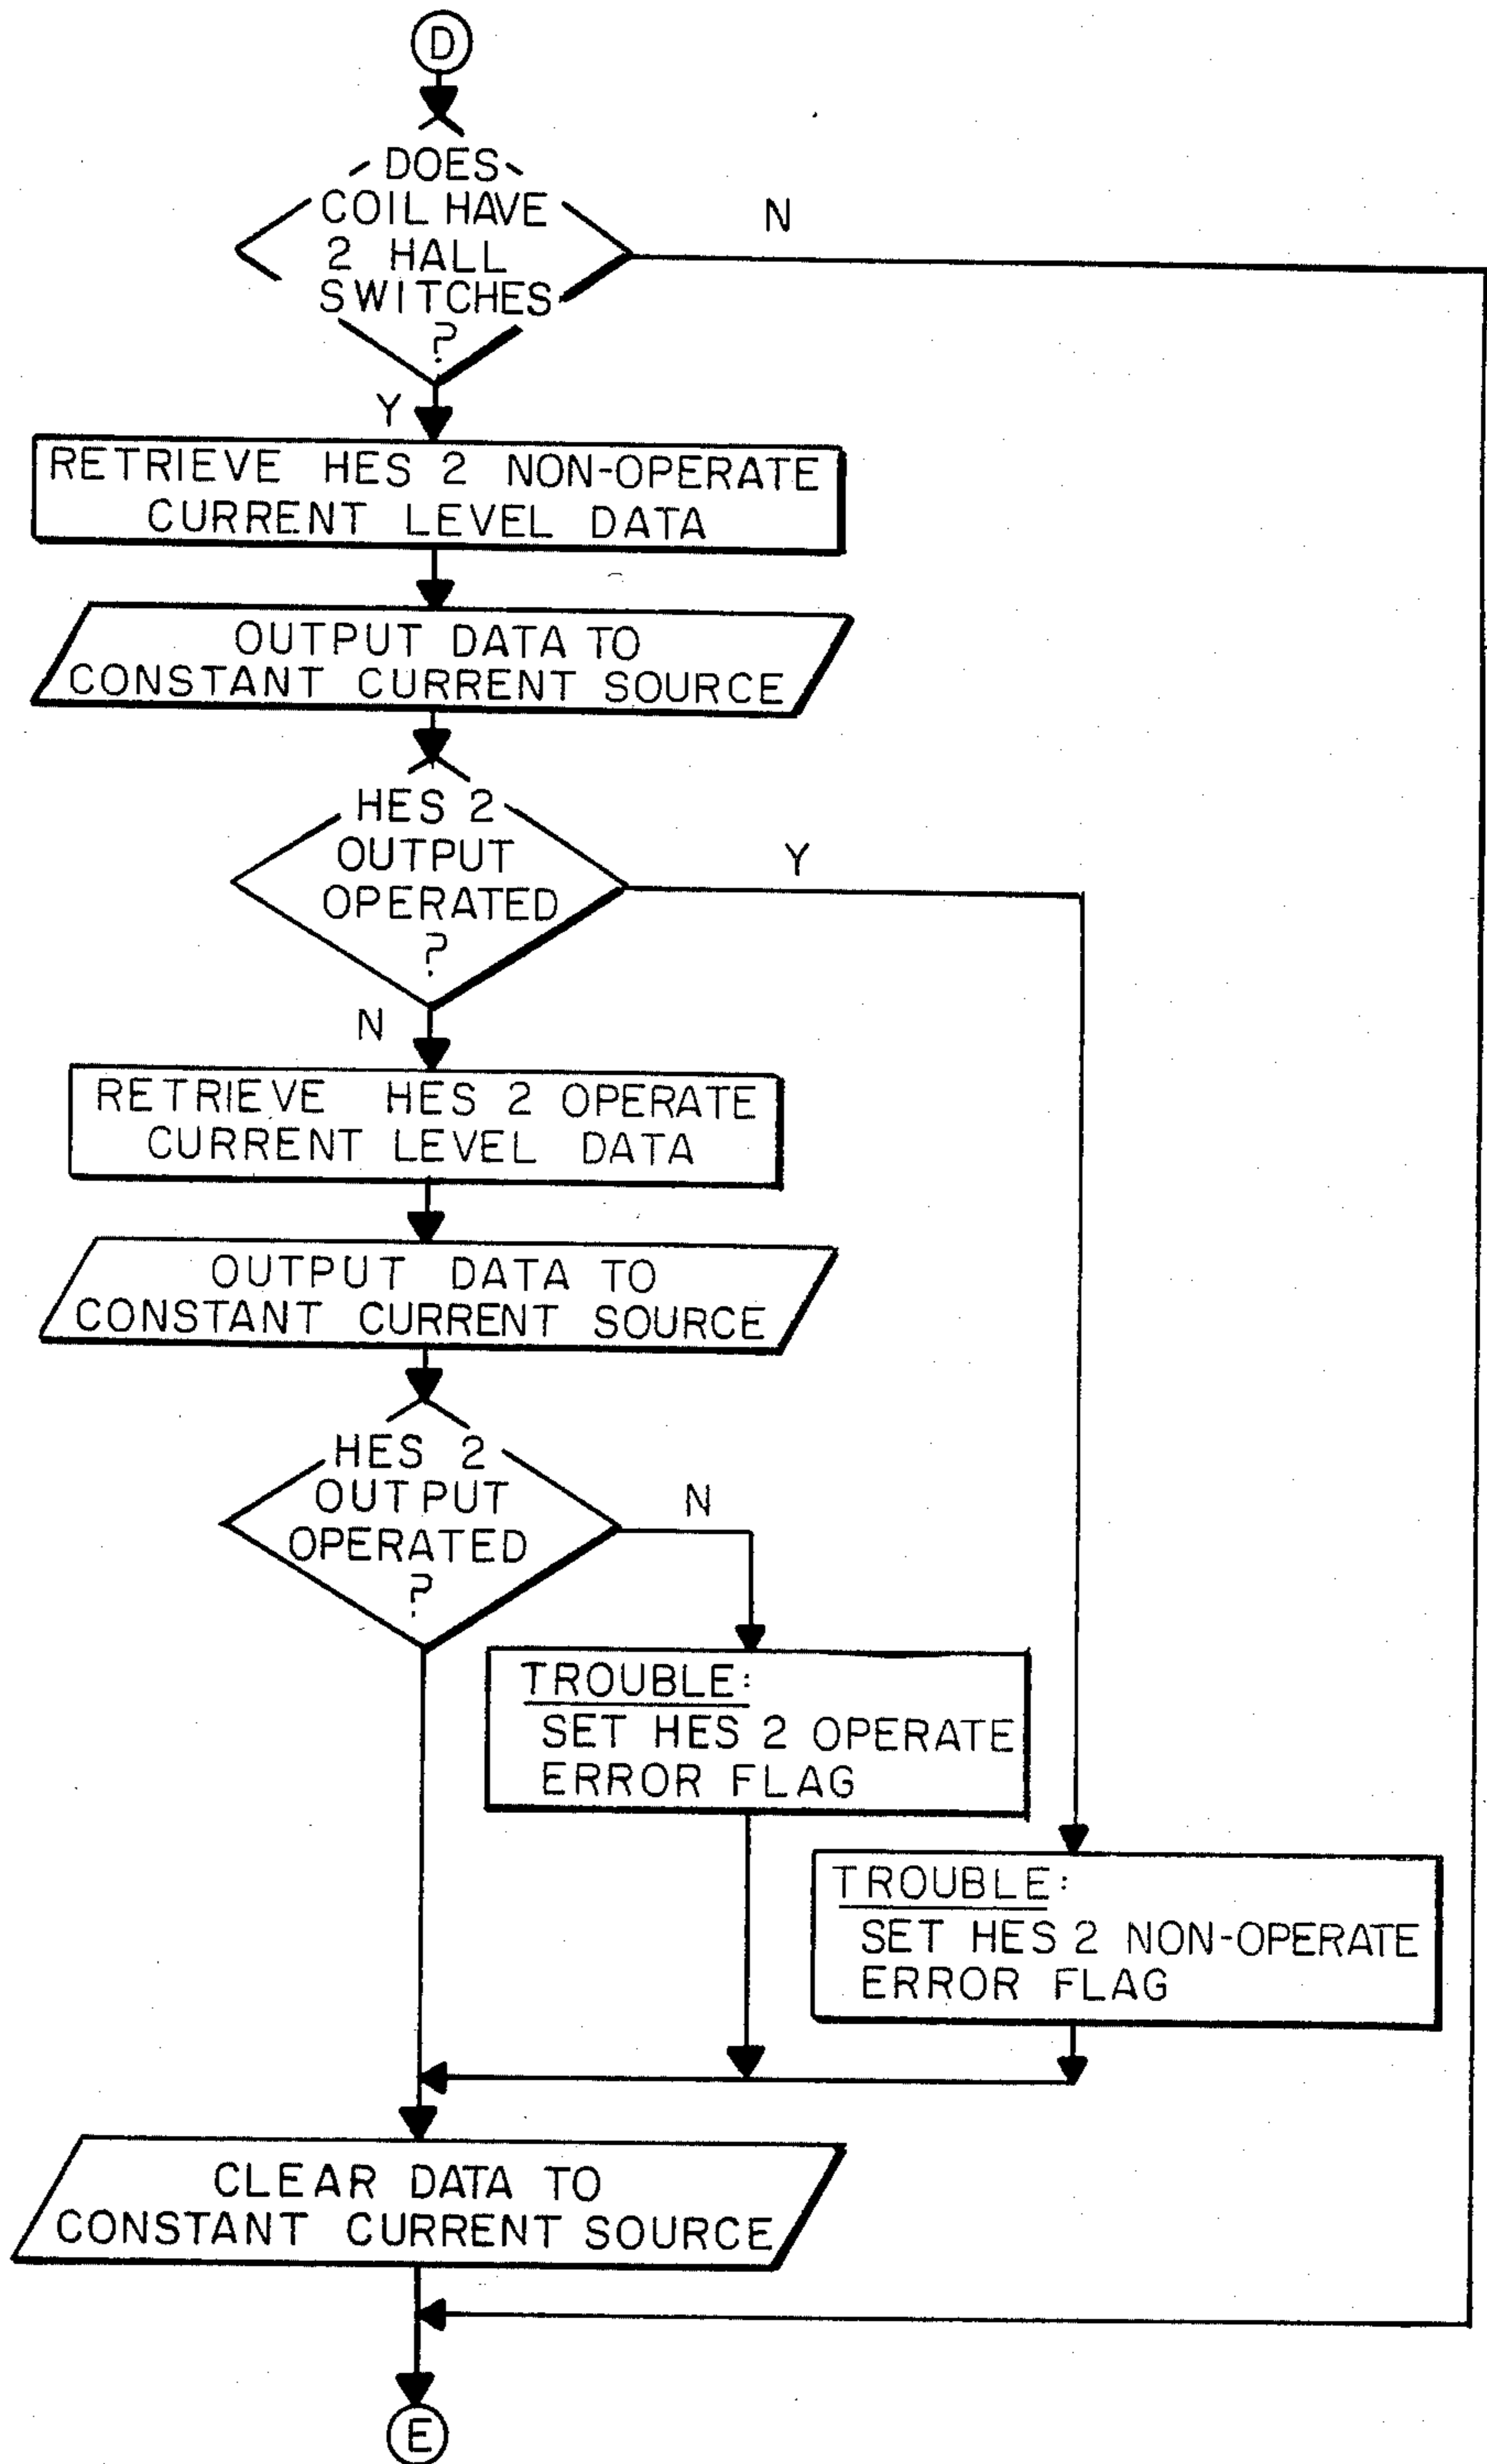 D
DOES
COIL HAVE
N
2 HALL
SWITCHES
?
Y
RETRIEVE HES 2 NON-OPERATE
CURRENT LEVEL DATA
OUTPUT DATA TO
CONSTANT CURRENT SOURCE
HES 2
OUTPUT
Y
OPERATED
?
N
RETRIEVE HES 2 OPERATE
CURRENT LEVEL DATA
OUTPUT DATA TO
CONSTANT CURRENT SOURCE
HES 2
OUTPUT
N
OPERATED
?
TROUBLE:
SET HES 2 OPERATE
ERROR FLAG
TROUBLE:
SET HES 2 NON-OPERATE
ERROR FLAG
CLEAR DATA TO
CONSTANT CURRENT SOURCE
E